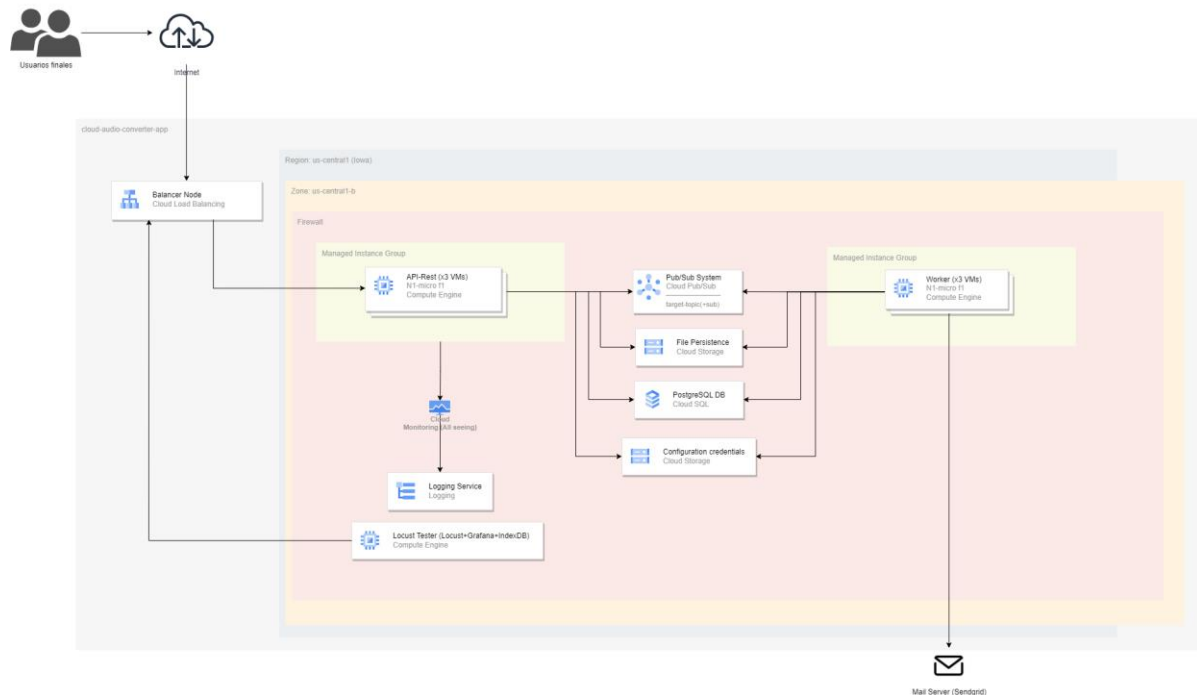 Usuarios finales
Internet
cloud-audio-converter-app
Region: us-central1 (Iowa)
Zone: us-central1-b
Firewall
Balancer Node
Cloud Load Balancing
Managed Instance Group
API-Rest (x3 VMs)
N1-micro f1
Compute Engine
Pub/Sub System
Cloud Pub/Sub
target-topic(+sub)
Managed Instance Group
Worker (x3 VMs)
N1-micro f1
Compute Engine
File Persistence
Cloud Storage
PostgreSQL DB
Cloud SQL
Configuration credentials
Cloud Storage
Cloud
Monitoring (All seeing)
Logging Service
Logging
Locust Tester (Locust+Grafana+IndexDB)
Compute Engine
Mail Server (Sendgrid)